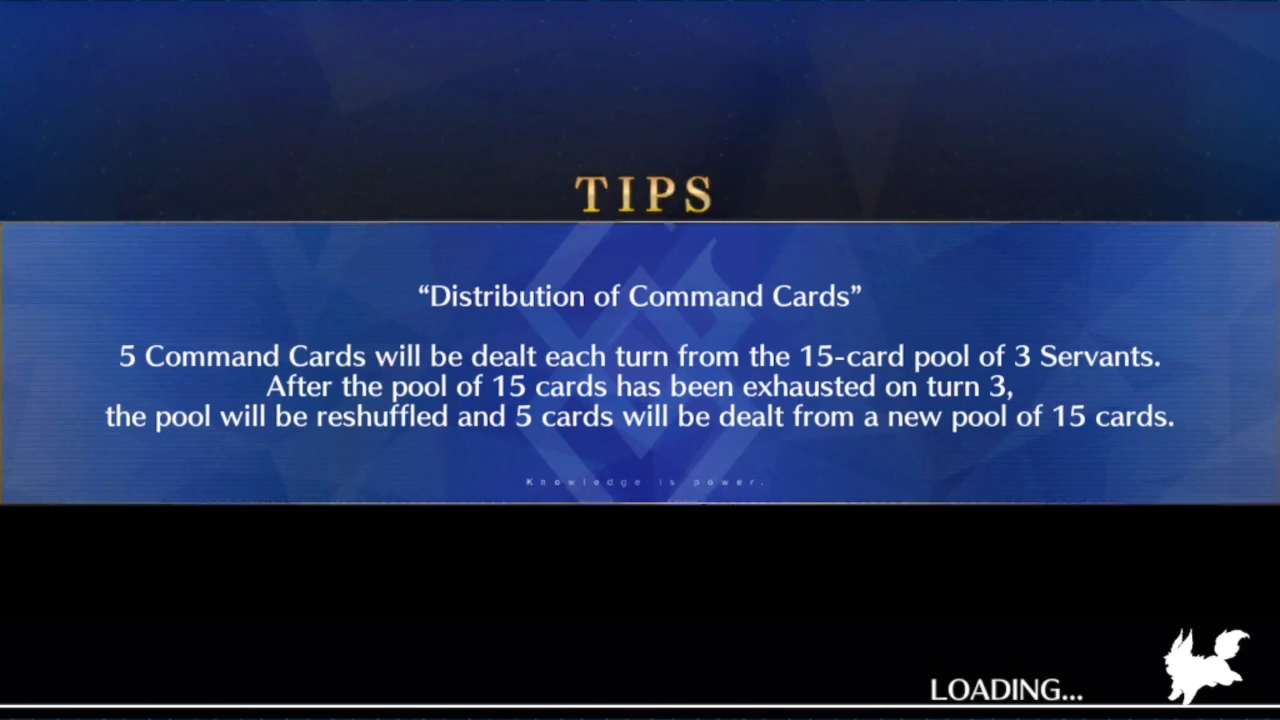 TIPS
“Distribution of Command Cards”
5 Command Cards will be dealt each turn from the 15-card pool of 3 Servants.
After the pool of 15 cards has been exhausted on turn 3,
the pool will be reshuffled and 5 cards will be dealt from a new pool of 15 cards.
Knowledge is power.
LOADING...